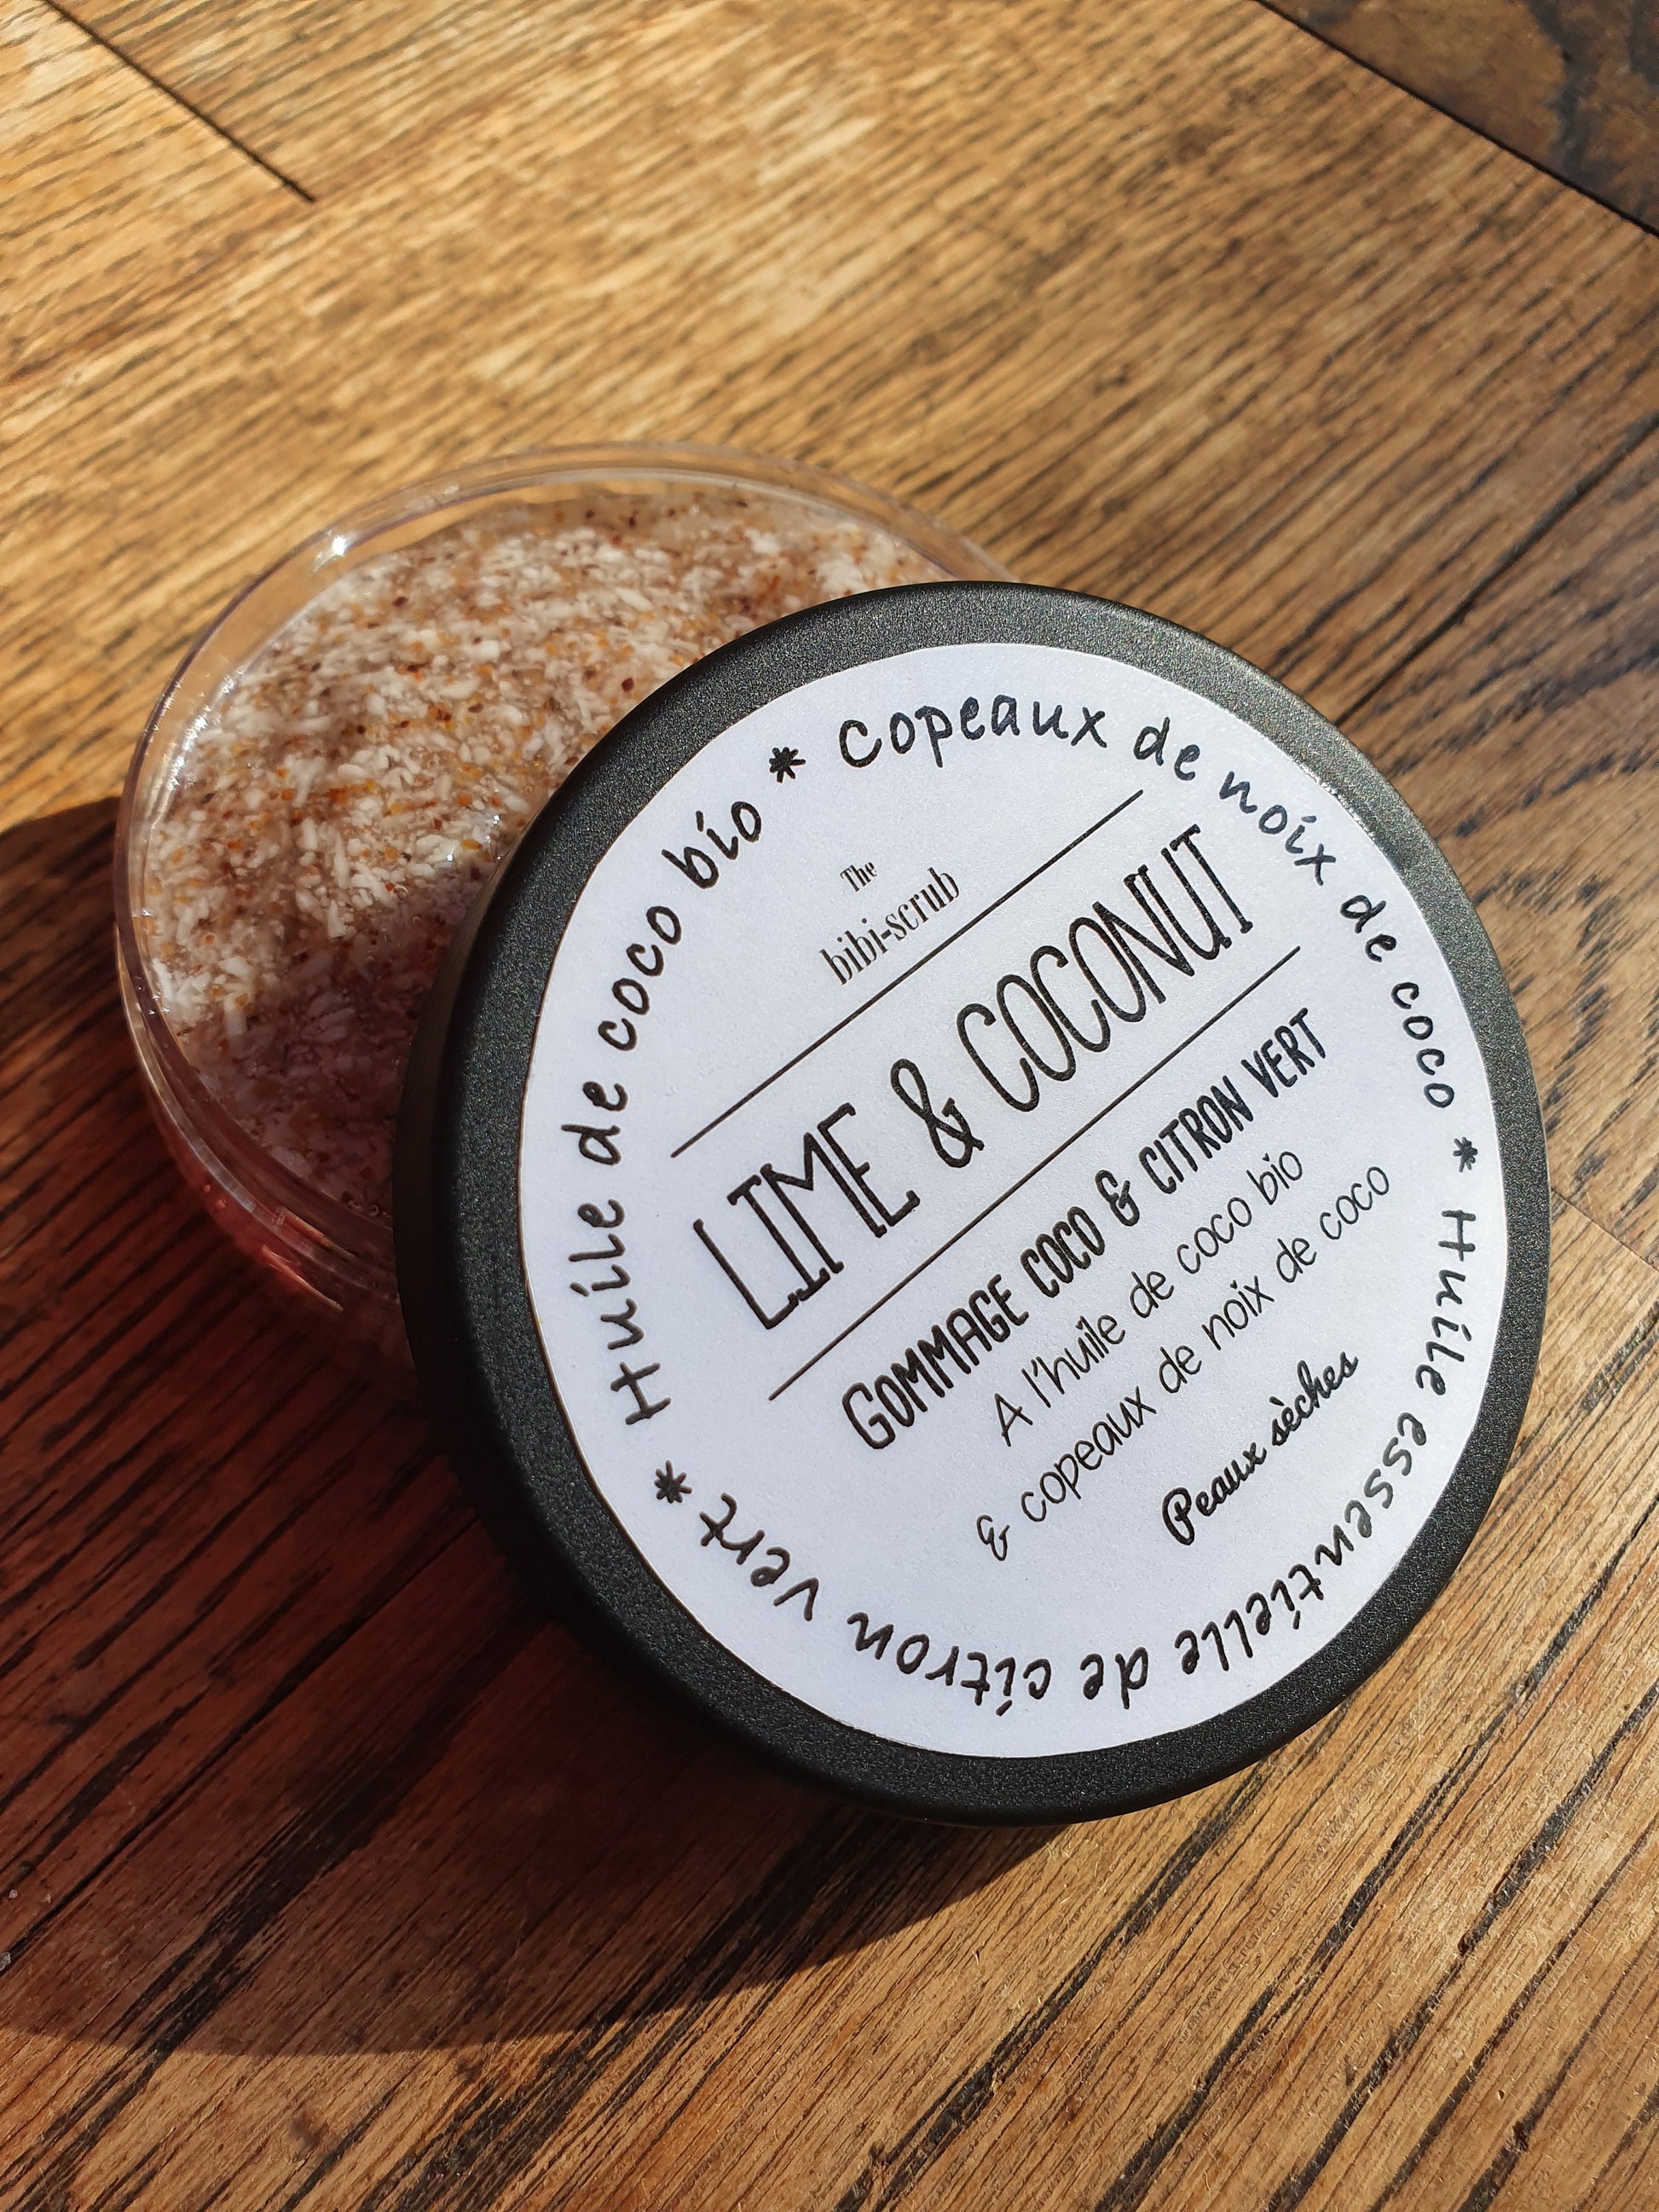 The
bibi-scrub
LIME & COCONUT
GOMMAGE COCO & CITRON VERT
A l'huile de coco bio
& copeaux de noix de coco
Peaux sèches
Huile de coco bio * Copeaux de noix de coco * Huile essentielle de citron vert *